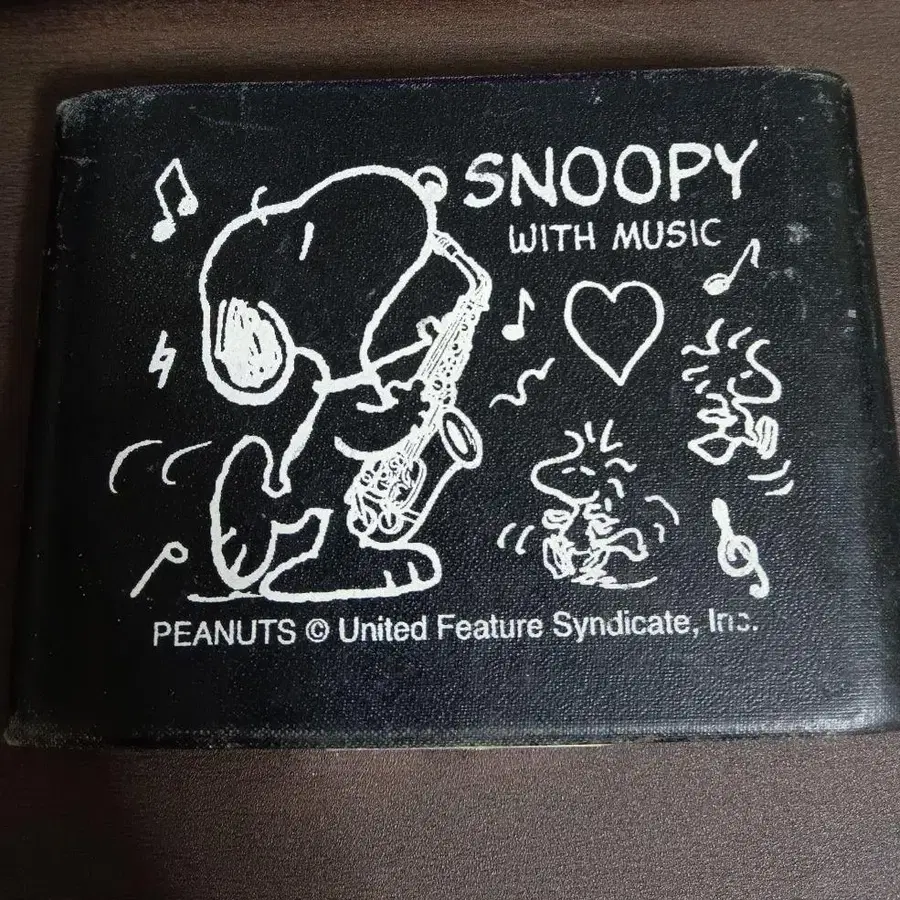 SNOOPY
WITH MUSIC
PEANUTS © United Feature Syndicate, Inc.